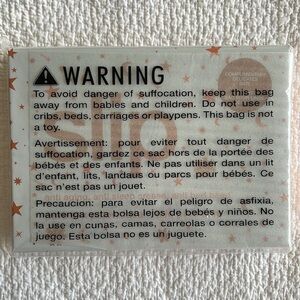 ⚠WARNING
To avoid danger of suffocation, keep this bag
away from babies and children. Do not use in
cribs, beds, carriages or playpens. This bag is not
a toy.
Avertissement: pour eviter tout danger de
suffocation, gardez ce sac hors de la portée des
bébés et des enfants. Ne pas utiliser dans un lit
d'enfant, lits, landaus ou parcs pour bébés. Ce
sac n'est pas un jouet.
Precaucion: para evitar el peligro de asfixia,
mantenga esta bolsa lejos de bebés y niños. No
la use en cunas, camas, carreolas o corrales de
juego. Esta bolsa no es un juguete.